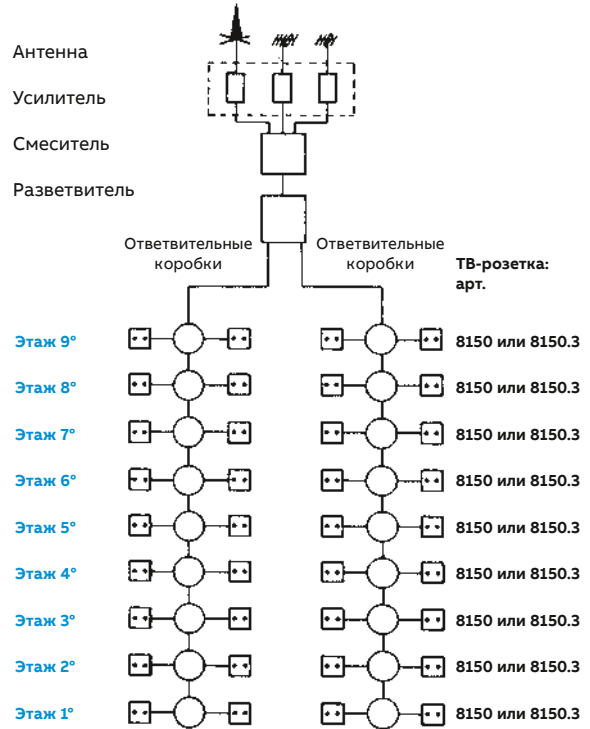 Антенна
Усилитель
Смеситель
Разветвитель
Ответвительные
коробки
Ответвительные
коробки
ТВ-розетка:
арт.
Этаж 9° 8150 или 8150.3
Этаж 8° 8150 или 8150.3
Этаж 7° 8150 или 8150.3
Этаж 6° 8150 или 8150.3
Этаж 5° 8150 или 8150.3
Этаж 4° 8150 или 8150.3
Этаж 3° 8150 или 8150.3
Этаж 2° 8150 или 8150.3
Этаж 1° 8150 или 8150.3